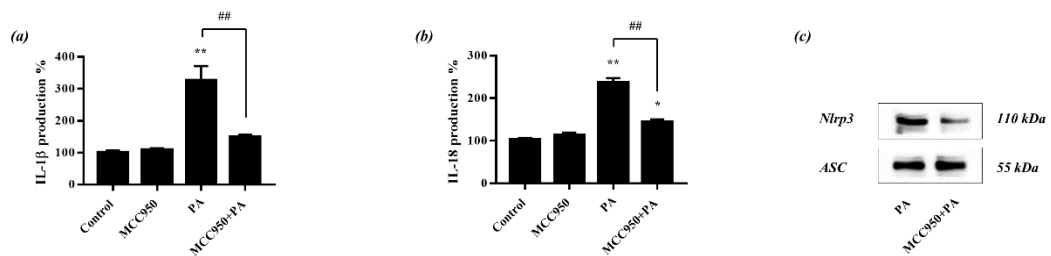 (a)
##
**
IL-1β production %
400
300
200
100
0
Control
MCC950
PA
MCC950+PA
(b)
##
**
*
IL-18 production %
300
200
100
0
Control
MCC950
PA
MCC950+PA
(c)
Nlrp3
110 kDa
ASC
55 kDa
PA
MCC950+PA